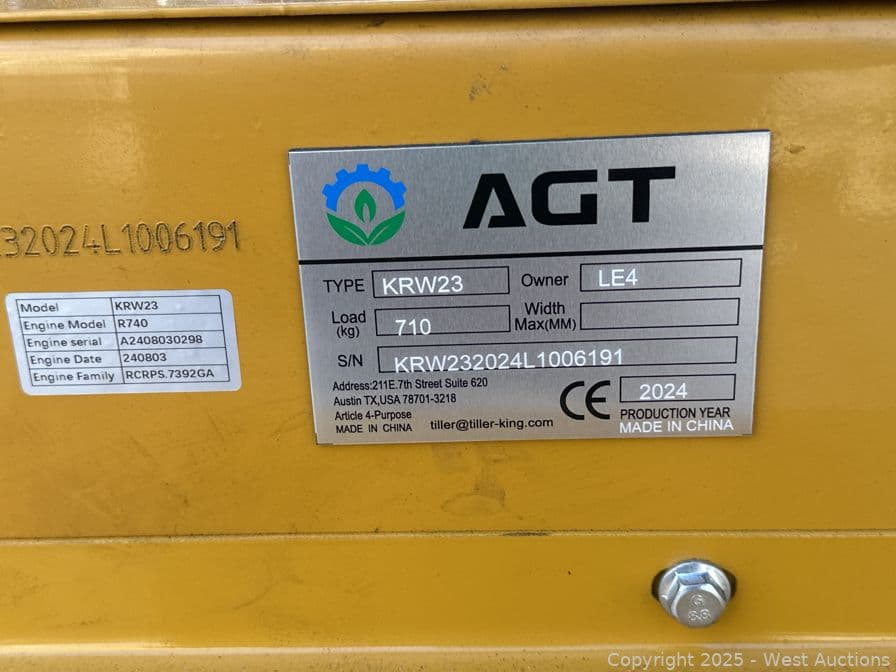 AGT
32024L1006191
TYPE KRW23 Owner LE4
Load (kg) 710 Width Max(MM)
S/N KRW232024L1006191
Address:211E.7th Street Suite 620
Austin TX,USA 78701-3218
Article 4-Purpose
MADE IN CHINA tiller@tiller-king.com
CE 2024
PRODUCTION YEAR
MADE IN CHINA
Model KRW23
Engine Model R740
Engine serial A2408030298
Engine Date 240803
Engine Family RCRPS.7392GA
8.8
Copyright © 2025 - West Auctions